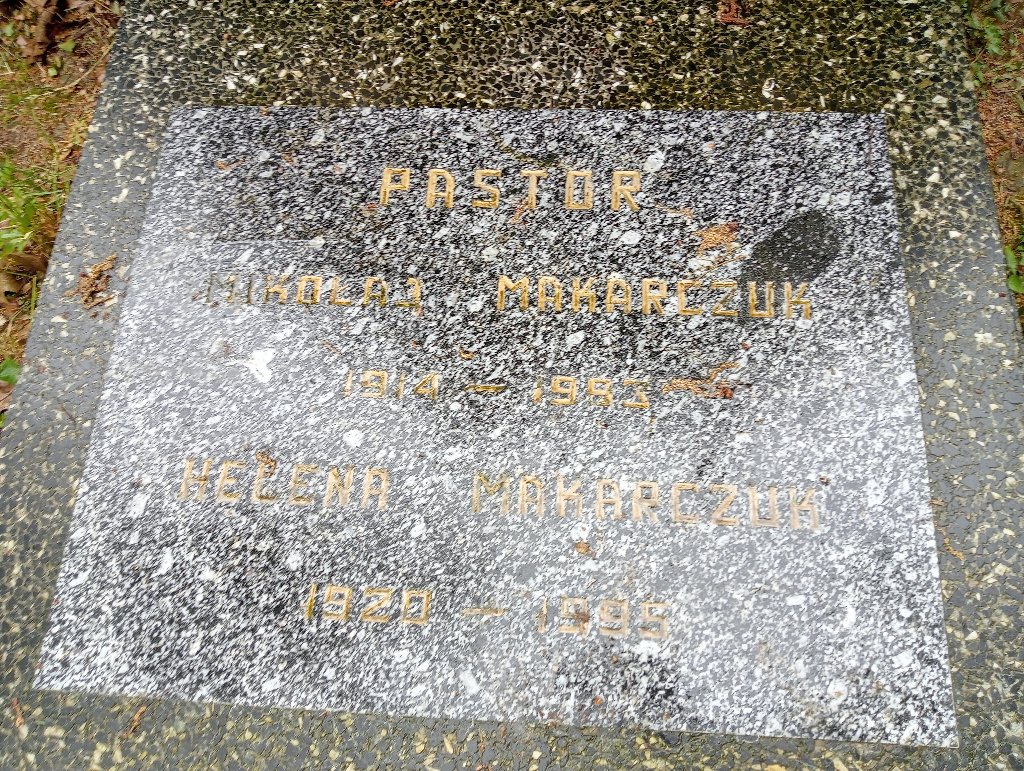 PASTOR
MIKOŁAJ MAKARCZUK
1914 – 1993
HELENA MAKARCZUK
1920 – 1995